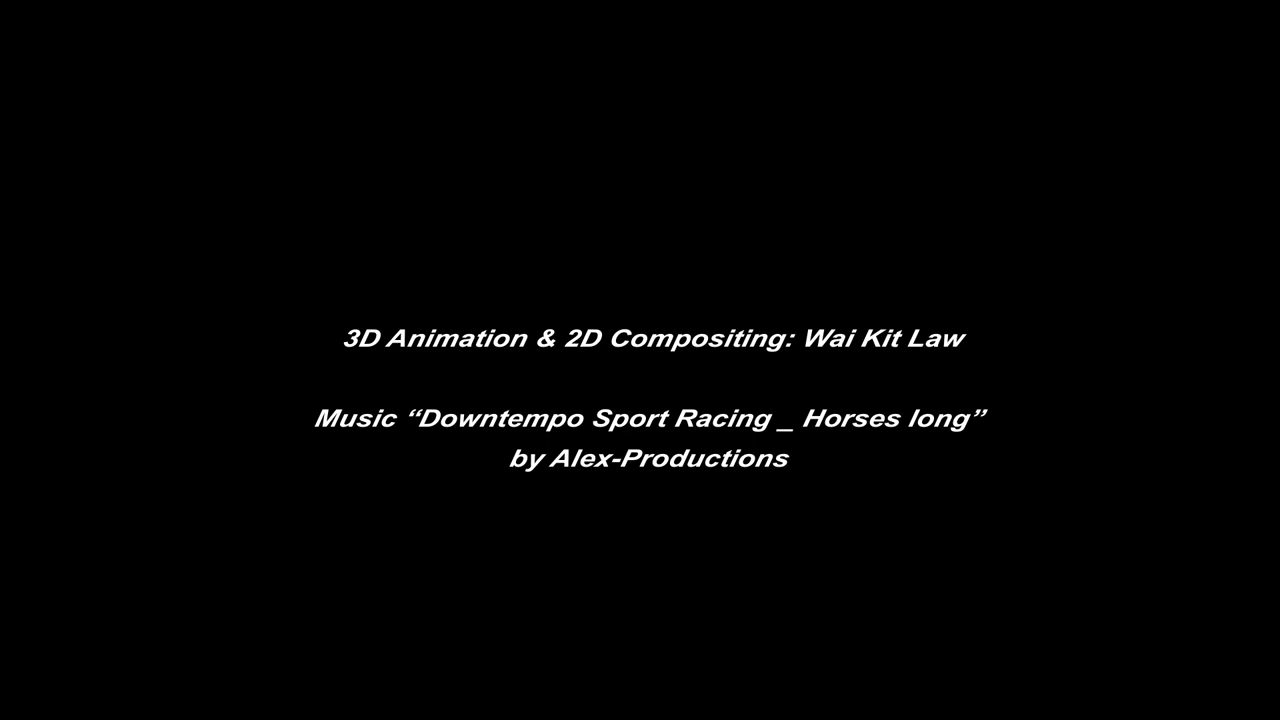 3D Animation & 2D Compositing: Wai Kit Law
Music “Downtempo Sport Racing _ Horses long”
by Alex-Productions